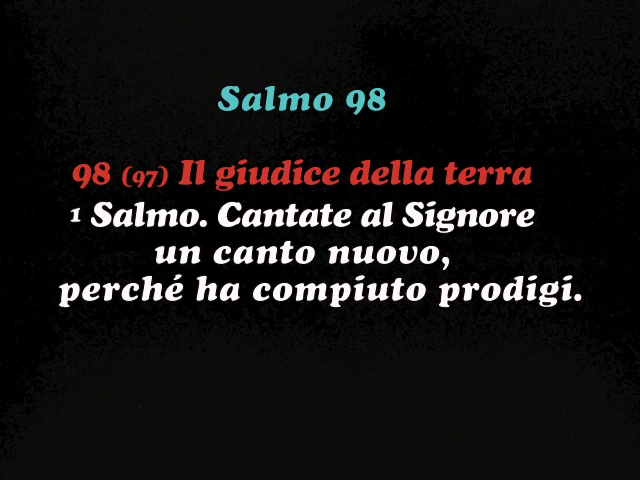 Salmo 98
98 (97) Il giudice della terra
1 Salmo. Cantate al Signore
un canto nuovo,
perché ha compiuto prodigi.